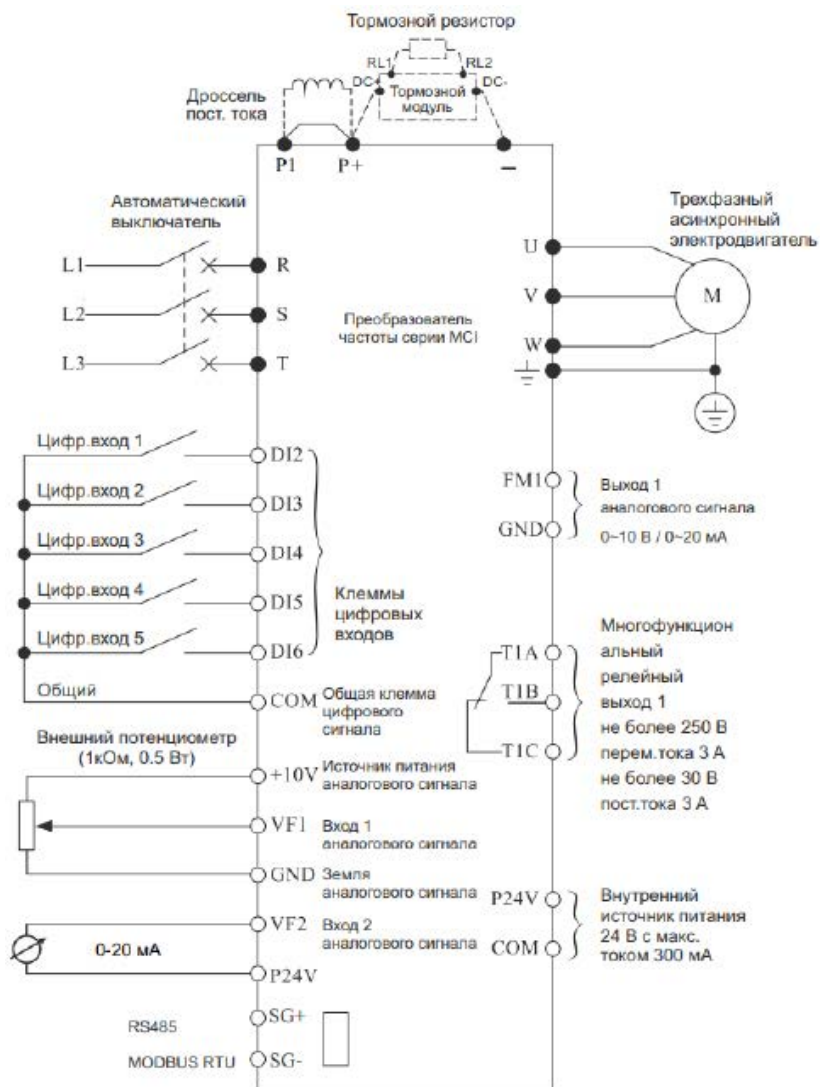 Тормозной резистор
RL1
RL2
DC+
DC-
Тормозной
модуль
Дроссель
пост. тока
P1
P+
–
Автоматический
выключатель
L1
R
L2
S
L3
T
Преобразователь
частоты серии MCI
Трехфазный
асинхронный
электродвигатель
U
V
W
M
Цифр.вход 1
DI2
Цифр.вход 2
DI3
Цифр.вход 3
DI4
Цифр.вход 4
DI5
Цифр.вход 5
DI6
Клеммы
цифровых
входов
Общий
COM
Общая клемма
цифрового
сигнала
Внешний потенциометр
(1кОм, 0.5 Вт)
+10V
Источник питания
аналогового сигнала
VF1
Вход 1
аналогового сигнала
GND
Земля
аналогового сигнала
VF2
Вход 2
аналогового сигнала
0-20 мА
P24V
RS485
SG+
MODBUS RTU
SG-
FM1
GND
Выход 1
аналогового сигнала
0~10 В / 0~20 мА
T1A
T1B
T1C
Многофункцион
альный
релейный
выход 1
не более 250 В
перем.тока 3 А
не более 30 В
пост.тока 3 А
P24V
COM
Внутренний
источник питания
24 В с макс.
током 300 мА